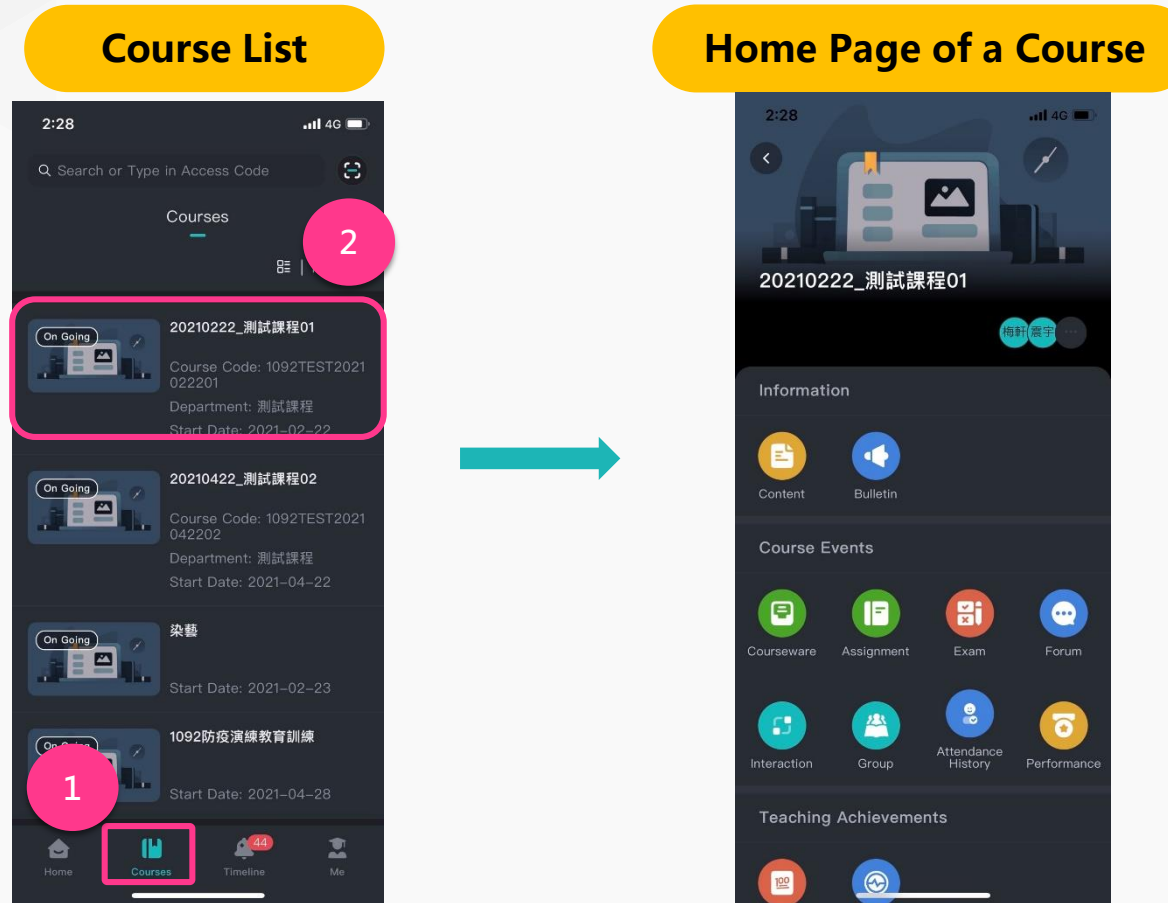 Course List
Home Page of a Course
2:28
4G
Search or Type in Access Code
Courses
2
On Going
20210222_測試課程01
Course Code: 1092TEST2021
022201
Department: 測試課程
Start Date: 2021-02-22
On Going
20210422_測試課程02
Course Code: 1092TEST2021
042202
Department: 測試課程
Start Date: 2021-04-22
On Going
染藝
Start Date: 2021-02-23
1092防疫演練教育訓練
Start Date: 2021-04-28
1
44
Home
Courses
Timeline
Me
2:28
4G
20210222_測試課程01
梅軒
震宇
...
Information
Content
Bulletin
Course Events
Courseware
Assignment
Exam
Forum
Interaction
Group
Attendance
History
Performance
Teaching Achievements
100